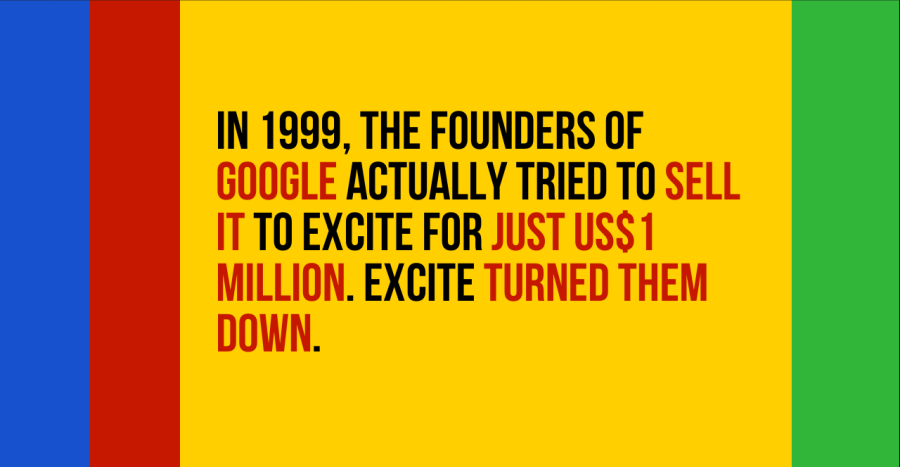 IN 1999, THE FOUNDERS OF
GOOGLE ACTUALLY TRIED TO SELL
IT TO EXCITE FOR JUST US$1
MILLION. EXCITE TURNED THEM
DOWN.